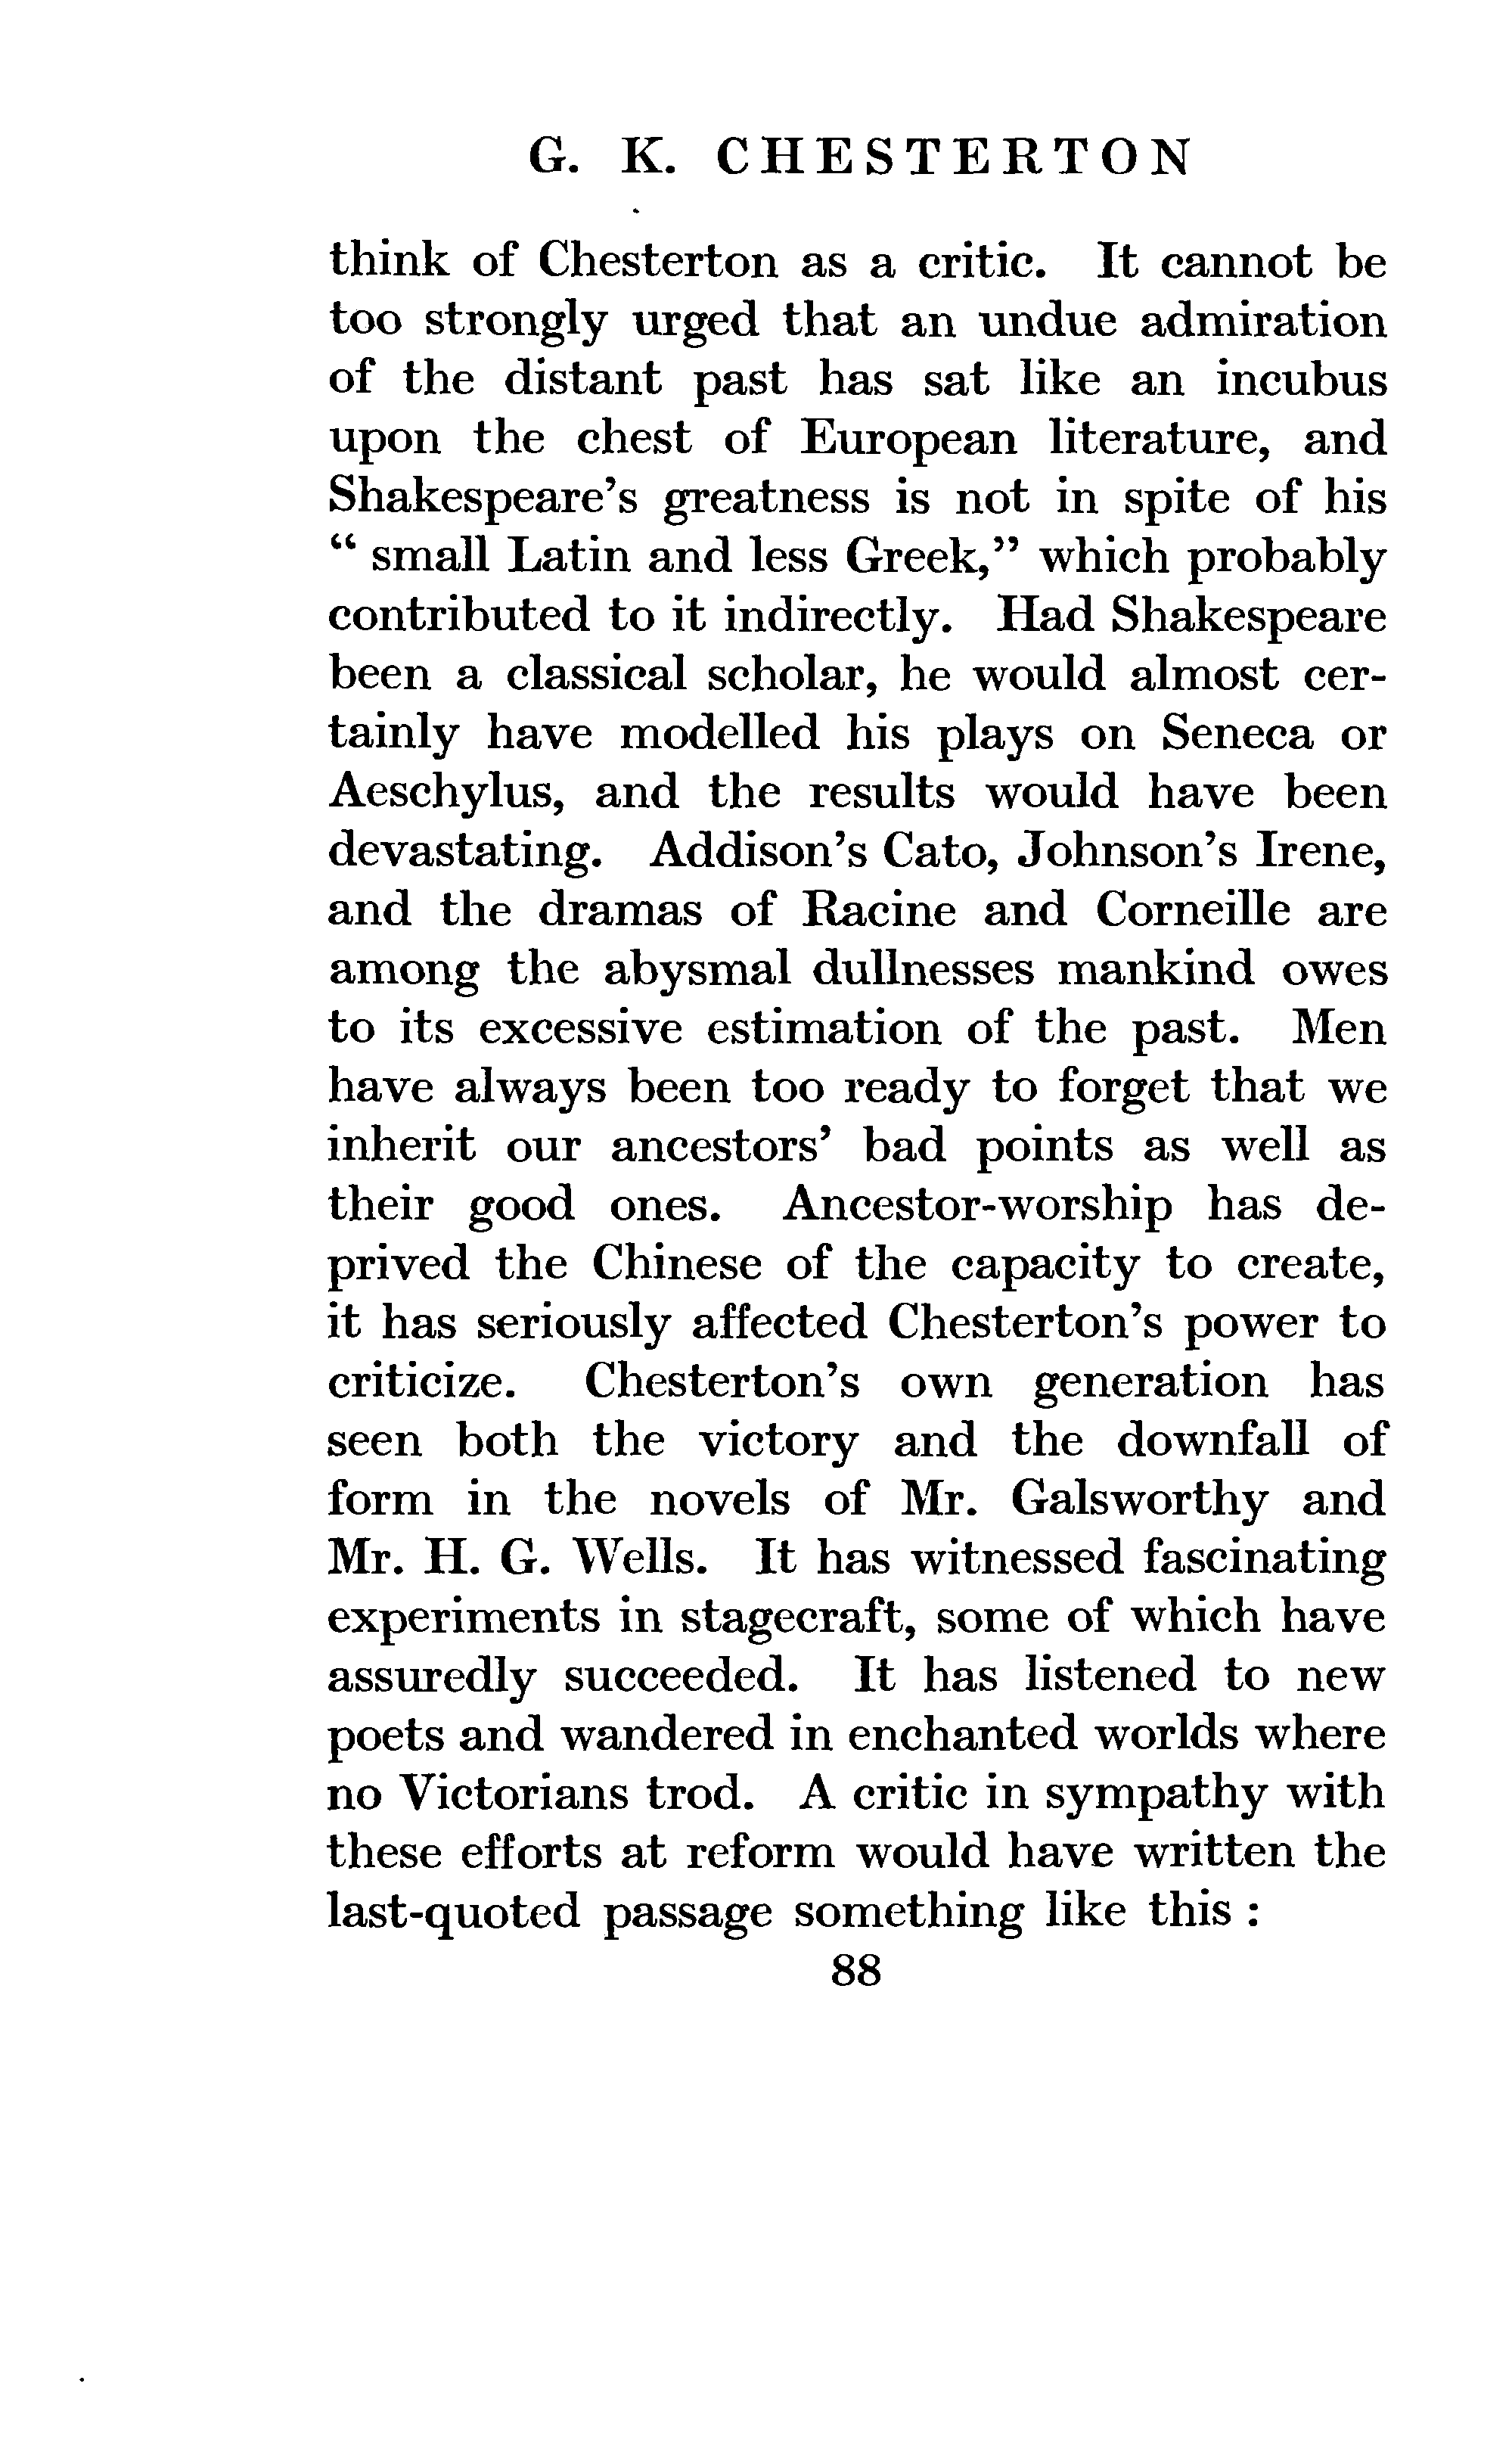 G. K. CHESTERTON
think of Chesterton as a critic. It cannot be
too strongly urged that an undue admiration
of the distant past has sat like an incubus
upon the chest of European literature, and
Shakespeare's greatness is not in spite of his
“ small Latin and less Greek,” which probably
contributed to it indirectly. Had Shakespeare
been a classical scholar, he would almost cer-
tainly have modelled his plays on Seneca or
Aeschylus, and the results would have been
devastating. Addison's Cato, Johnson's Irene,
and the dramas of Racine and Corneille are
among the abysmal dullnesses mankind owes
to its excessive estimation of the past. Men
have always been too ready to forget that we
inherit our ancestors' bad points as well as
their good ones. Ancestor-worship has de-
prived the Chinese of the capacity to create,
it has seriously affected Chesterton's power to
criticize. Chesterton's own generation has
seen both the victory and the downfall of
form in the novels of Mr. Galsworthy and
Mr. H. G. Wells. It has witnessed fascinating
experiments in stagecraft, some of which have
assuredly succeeded. It has listened to new
poets and wandered in enchanted worlds where
no Victorians trod. A critic in sympathy with
these efforts at reform would have written the
last-quoted passage something like this :
88